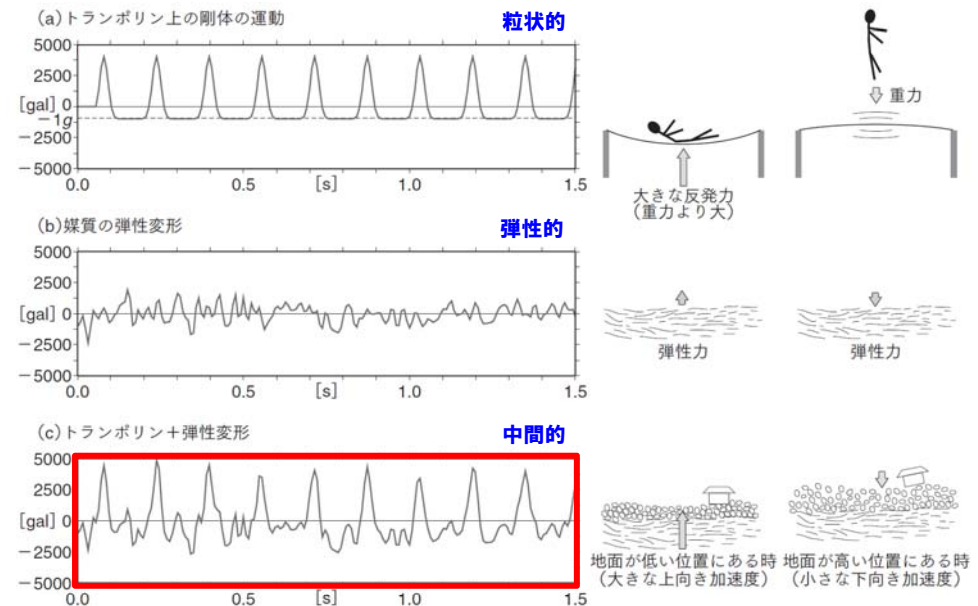 (a)トランポリン上の剛体の運動
粒状的
5000
2500
[gal] 0
−1g
−2500
−5000
0.0 0.5 [s] 1.0 1.5
重力
大きな反発力
(重力より大)
(b)媒質の弾性変形
弾性的
5000
2500
[gal] 0
−2500
−5000
0.0 0.5 [s] 1.0 1.5
弾性力
弾性力
(c)トランポリン+弾性変形
中間的
5000
2500
[gal] 0
−2500
−5000
0.0 0.5 [s] 1.0 1.5
地面が低い位置にある時
(大きな上向き加速度)
地面が高い位置にある時
(小さな下向き加速度)